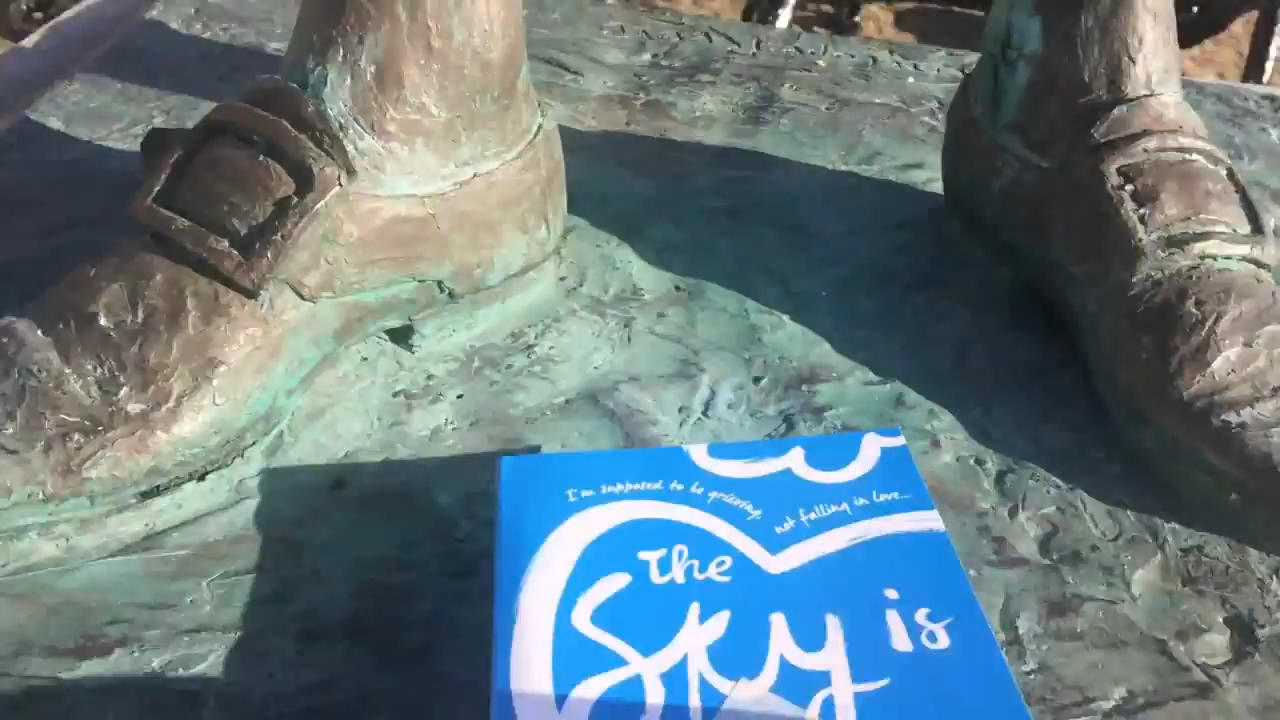 I'm supposed to be grieving,
not falling in love...
The
Sky is